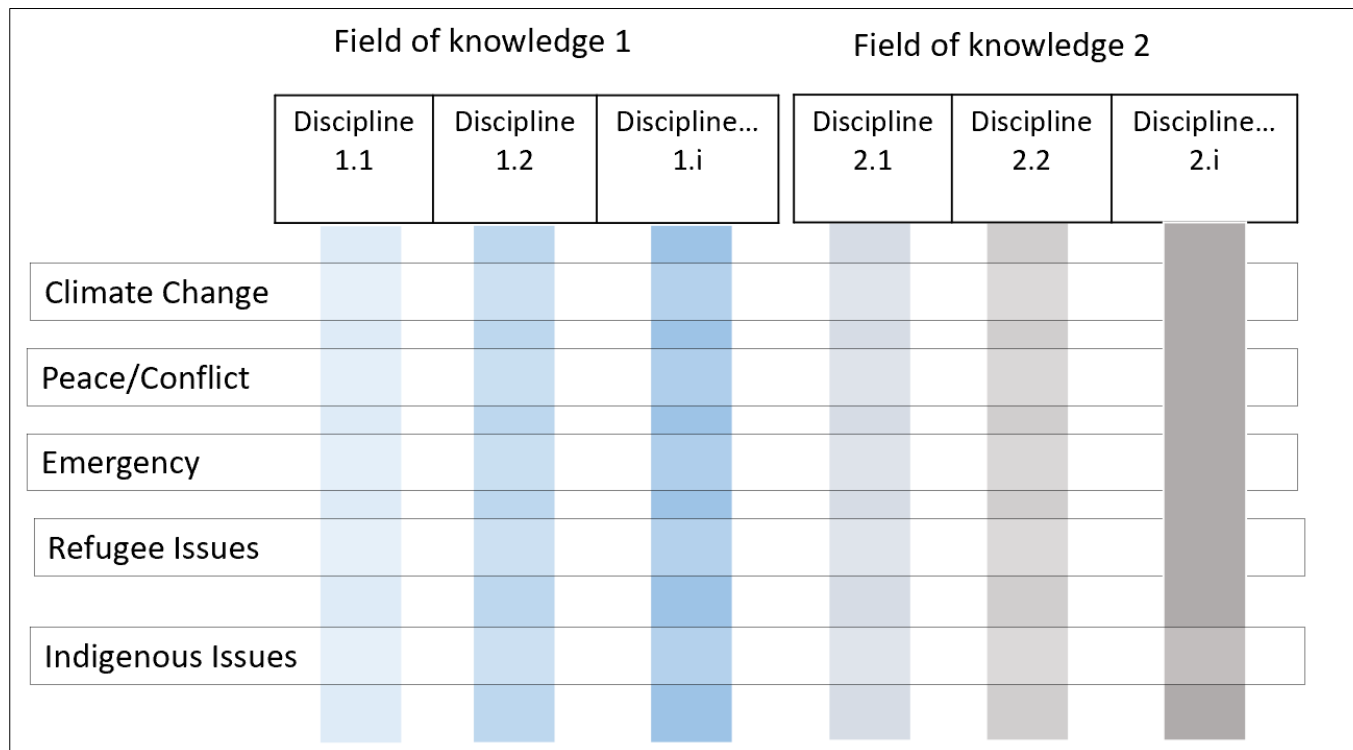 Field of knowledge 1
Field of knowledge 2
Discipline
1.1
Discipline
1.2
Discipline...
1.i
Discipline
2.1
Discipline
2.2
Discipline...
2.i
Climate Change
Peace/Conflict
Emergency
Refugee Issues
Indigenous Issues